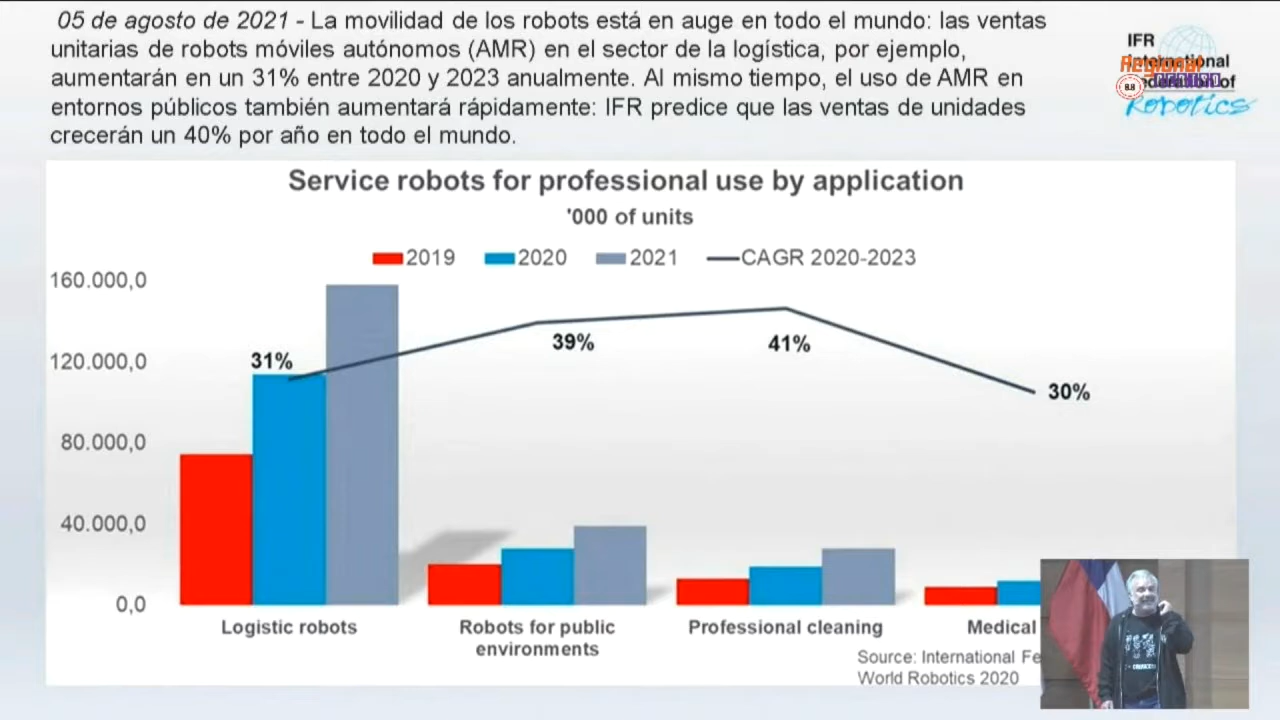 05 de agosto de 2021 - La movilidad de los robots está en auge en todo el mundo: las ventas
unitarias de robots móviles autónomos (AMR) en el sector de la logística, por ejemplo,
aumentarán en un 31% entre 2020 y 2023 anualmente. Al mismo tiempo, el uso de AMR en
entornos públicos también aumentará rápidamente: IFR predice que las ventas de unidades
crecerán un 40% por año en todo el mundo.
IFR
International
Regional
8.8
Federation of
Robotics
Service robots for professional use by application
'000 of units
2019 2020 2021 CAGR 2020-2023
160.000,0
120.000,0
80.000,0
40.000,0
0,0
31%
39%
41%
30%
Logistic robots
Robots for public
environments
Professional cleaning
Medical
Source: International Fe
World Robotics 2020